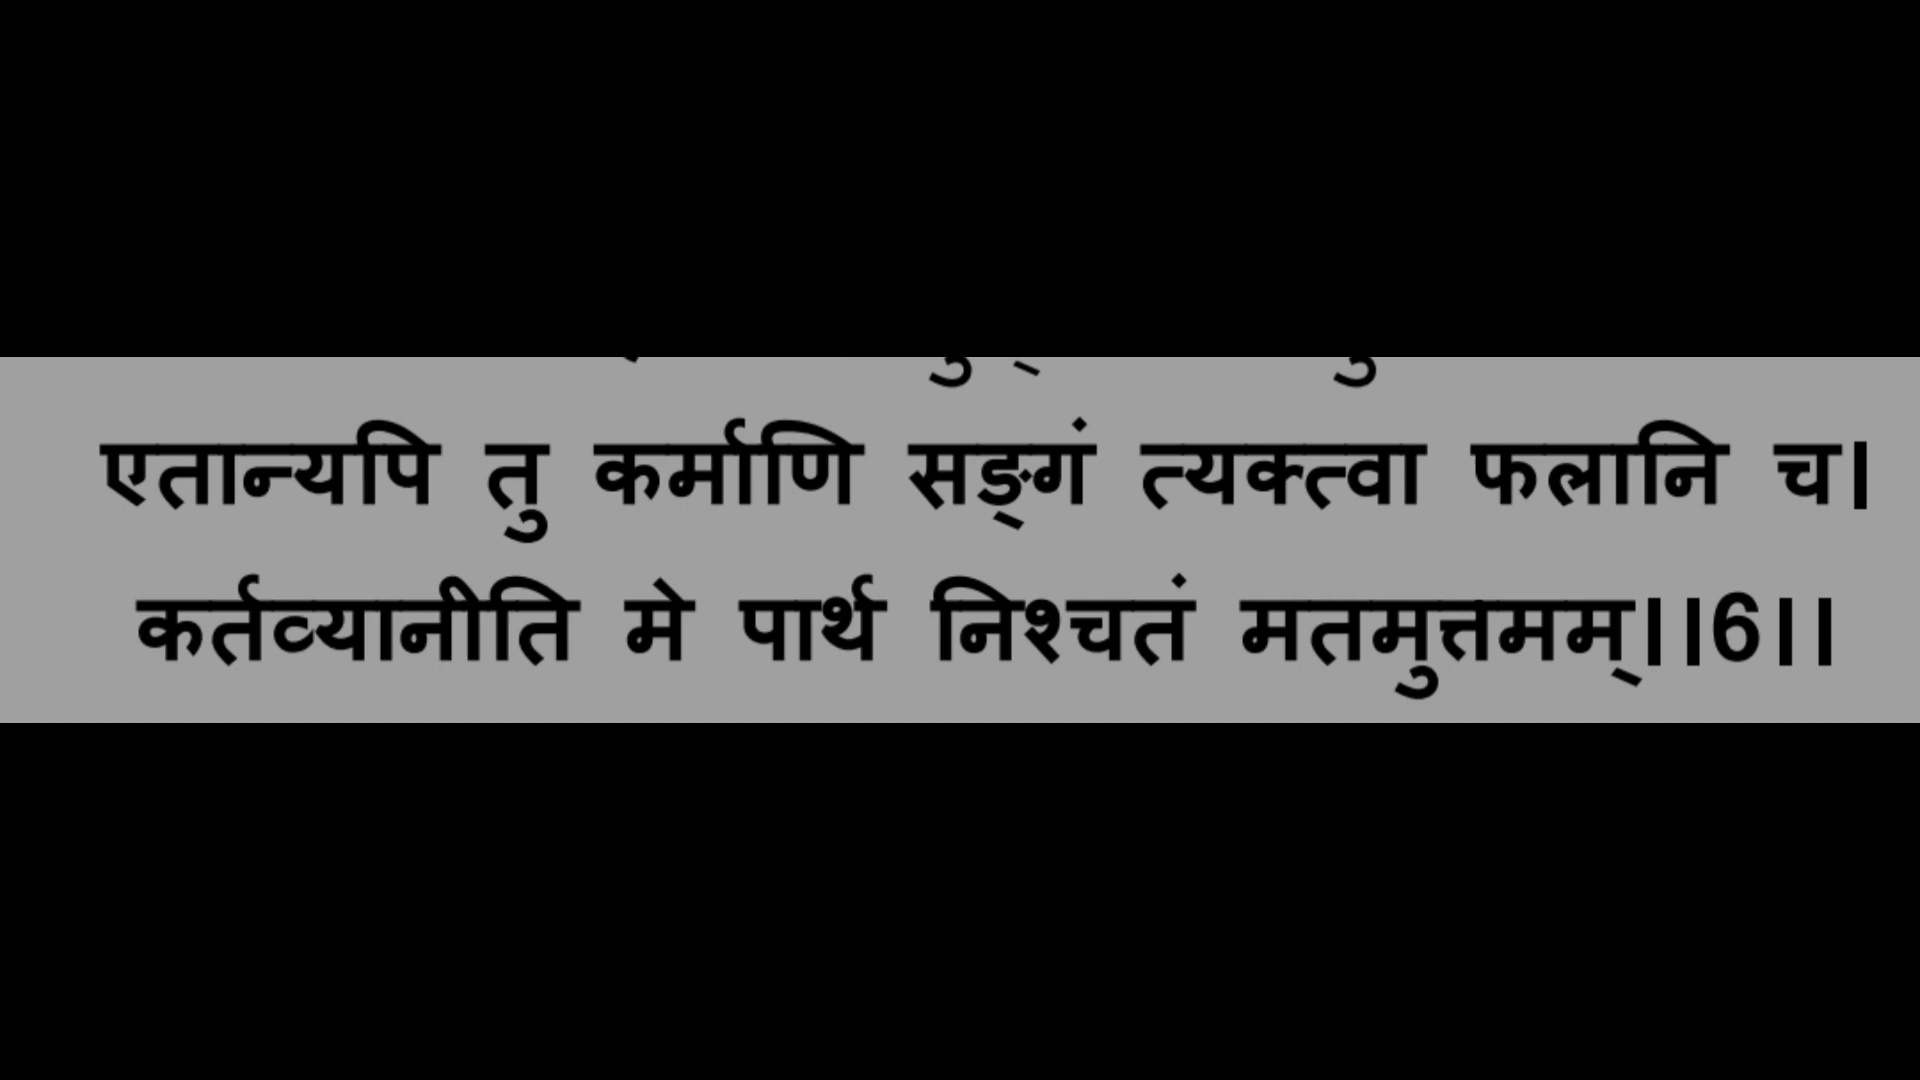 एतान्यपि तु कर्माणि सङ्गं त्यक्त्वा फलानि च।
कर्तव्यानीति मे पार्थ निश्चतं मतमुत्तमम्।।6।।